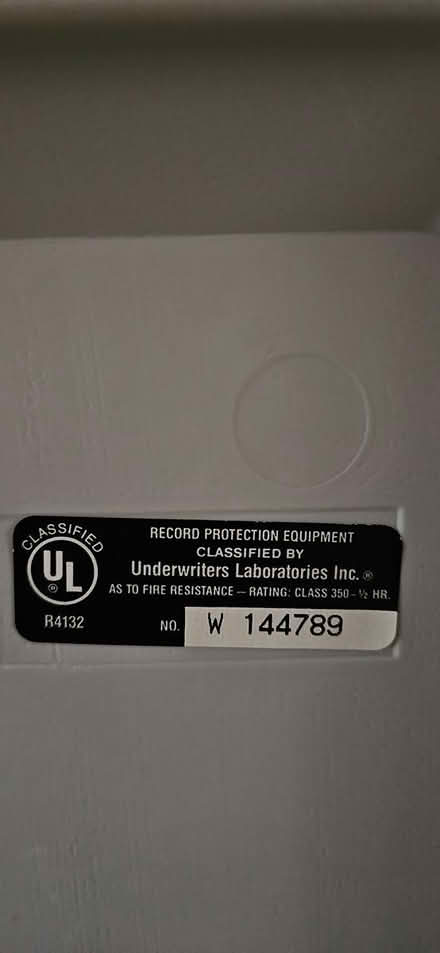 CLASSIFIED
UL®
R4132
RECORD PROTECTION EQUIPMENT
CLASSIFIED BY
Underwriters Laboratories Inc.®
AS TO FIRE RESISTANCE — RATING: CLASS 350-½ HR.
NO. W 144789